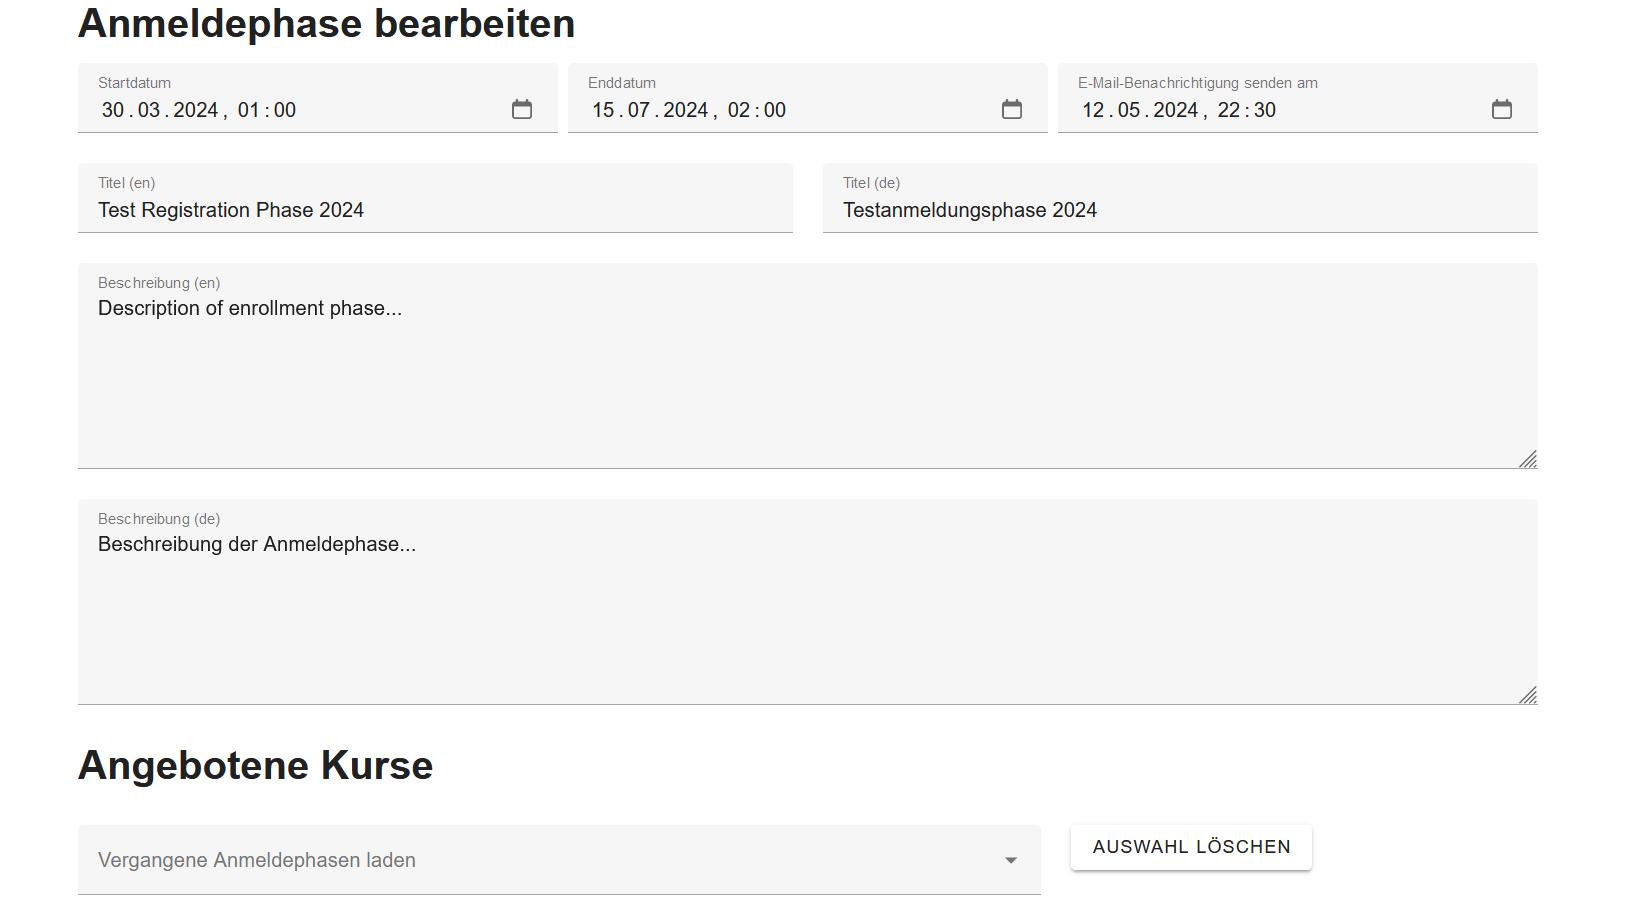 Anmeldephase bearbeiten
Startdatum
30.03.2024, 01:00
Enddatum
15.07.2024, 02:00
E-Mail-Benachrichtigung senden am
12.05.2024, 22:30
Titel (en)
Test Registration Phase 2024
Titel (de)
Testanmeldungsphase 2024
Beschreibung (en)
Description of enrollment phase...
Beschreibung (de)
Beschreibung der Anmeldephase...
Angebotene Kurse
Vergangene Anmeldephasen laden
AUSWAHL LÖSCHEN